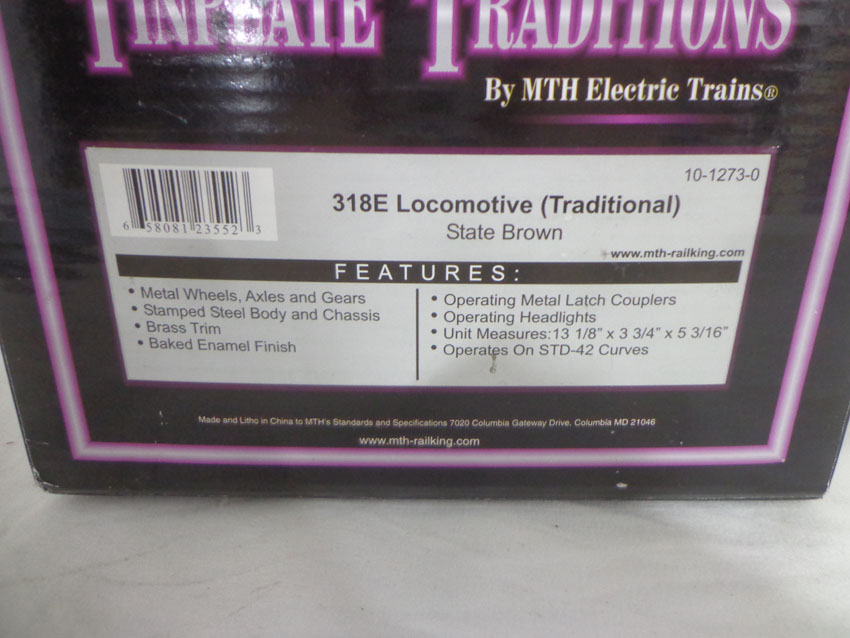 TINPLATE TRADITIONS
By MTH Electric Trains®
10-1273-0
318E Locomotive (Traditional)
State Brown
6 58081 23552 3
www.mth-railking.com
FEATURES:
• Metal Wheels, Axles and Gears
• Stamped Steel Body and Chassis
• Brass Trim
• Baked Enamel Finish
• Operating Metal Latch Couplers
• Operating Headlights
• Unit Measures:13 1/8" x 3 3/4" x 5 3/16"
• Operates On STD-42 Curves
Made and Litho in China to MTH's Standards and Specifications 7020 Columbia Gateway Drive, Columbia MD 21046
www.mth-railking.com